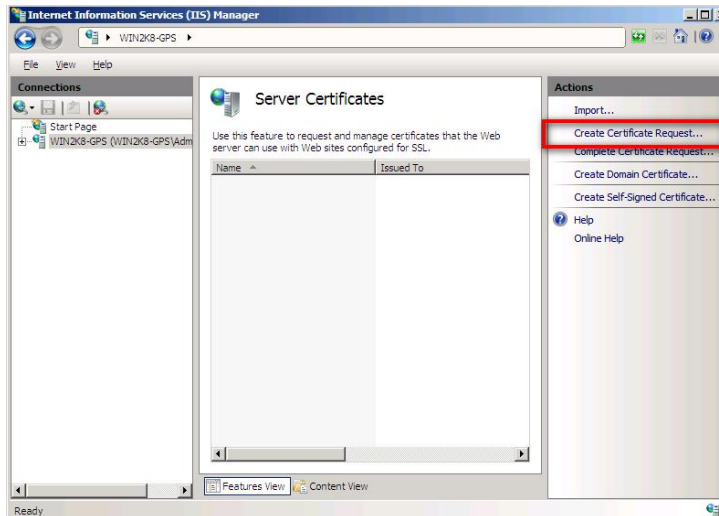 Internet Information Services (IIS) Manager
WIN2K8-GPS
File View Help
Connections
Start Page
WIN2K8-GPS (WIN2K8-GPS\Adm
Server Certificates
Use this feature to request and manage certificates that the Web
server can use with Web sites configured for SSL.
Name Issued To
Features View Content View
Actions
Import...
Create Certificate Request...
Complete Certificate Request...
Create Domain Certificate...
Create Self-Signed Certificate...
Help
Online Help
Ready